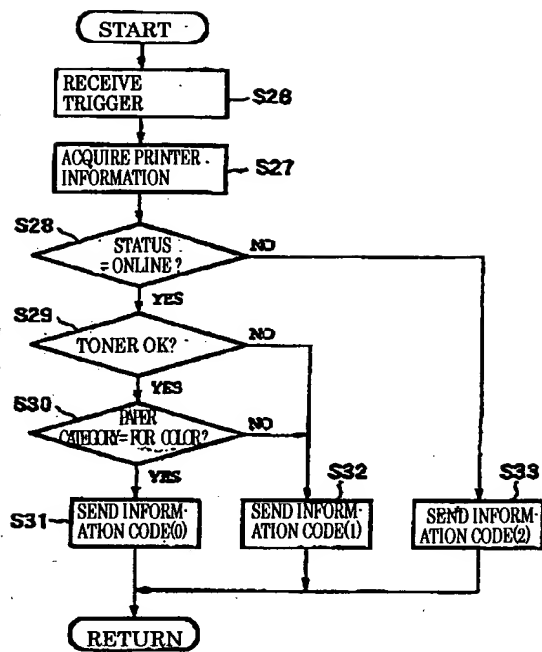 START
RECEIVE
TRIGGER
S26
ACQUIRE PRINTER
INFORMATION
S27
S28
STATUS
=ONLINE?
NO
YES
S29
TONER OK?
NO
YES
S30
PAPER
CATEGORY=FOR COLOR?
NO
YES
S31
SEND INFORM-
ATION CODE(0)
S32
SEND INFORM-
ATION CODE(1)
S33
SEND INFORM-
ATION CODE(2)
RETURN